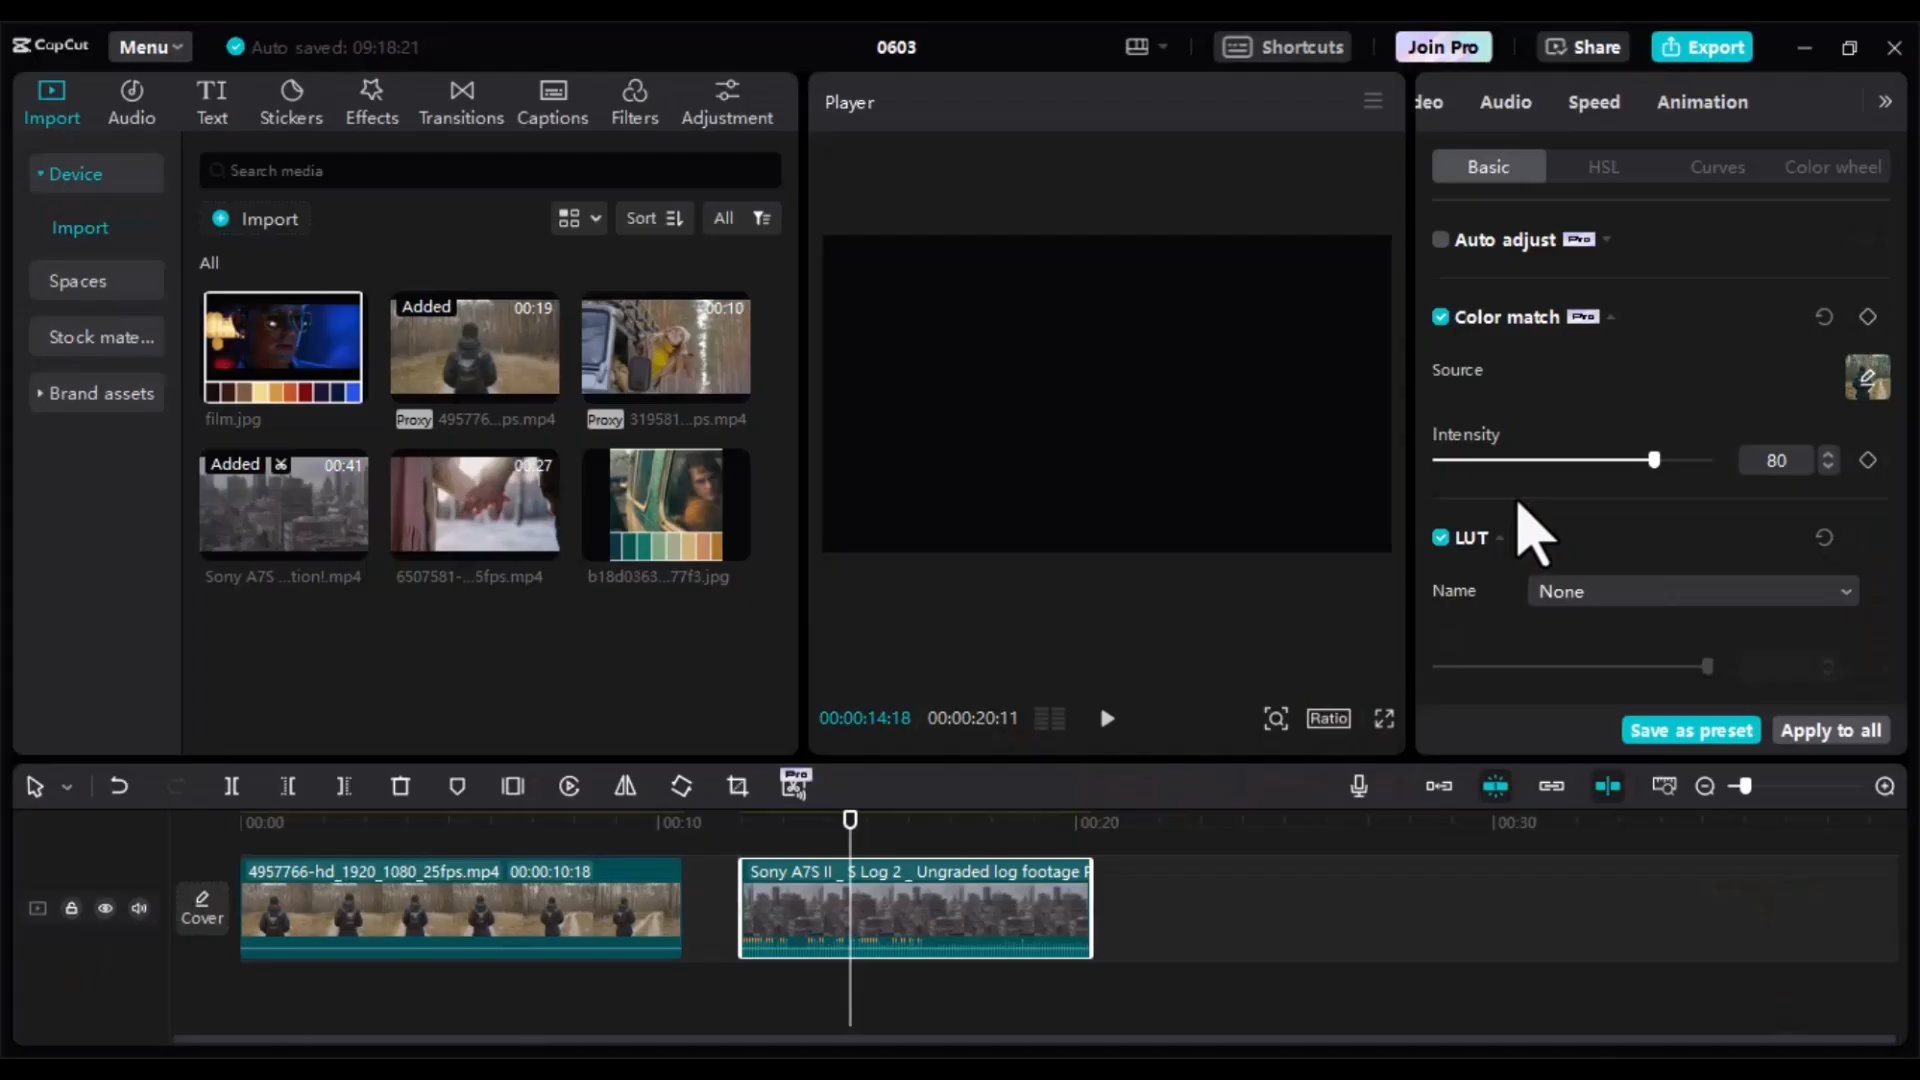 CapCut
Menu
Auto saved: 09:18:21
0603
Shortcuts
Join Pro
Share
Export
Import
Audio
Text
Stickers
Effects
Transitions
Captions
Filters
Adjustment
Device
Import
Spaces
Stock mate...
Brand assets
Search media
Import
Sort
All
All
film.jpg
Added
00:19
Proxy
495776...ps.mp4
00:10
Proxy
319581...ps.mp4
Added
00:41
Sony A7S ...tion!.mp4
00:27
6507581-...5fps.mp4
b18d0363...77f3.jpg
Player
00:00:14:18
00:00:20:11
Ratio
deo
Audio
Speed
Animation
Basic
HSL
Curves
Color wheel
Auto adjust
Pro
Color match
Pro
Source
Intensity
80
LUT
Name
None
Save as preset
Apply to all
Pro
00:00
00:10
00:20
00:30
Cover
4957766-hd_1920_1080_25fps.mp4 00:00:10:18
Sony A7S II _ S Log 2 _ Ungraded log footage F